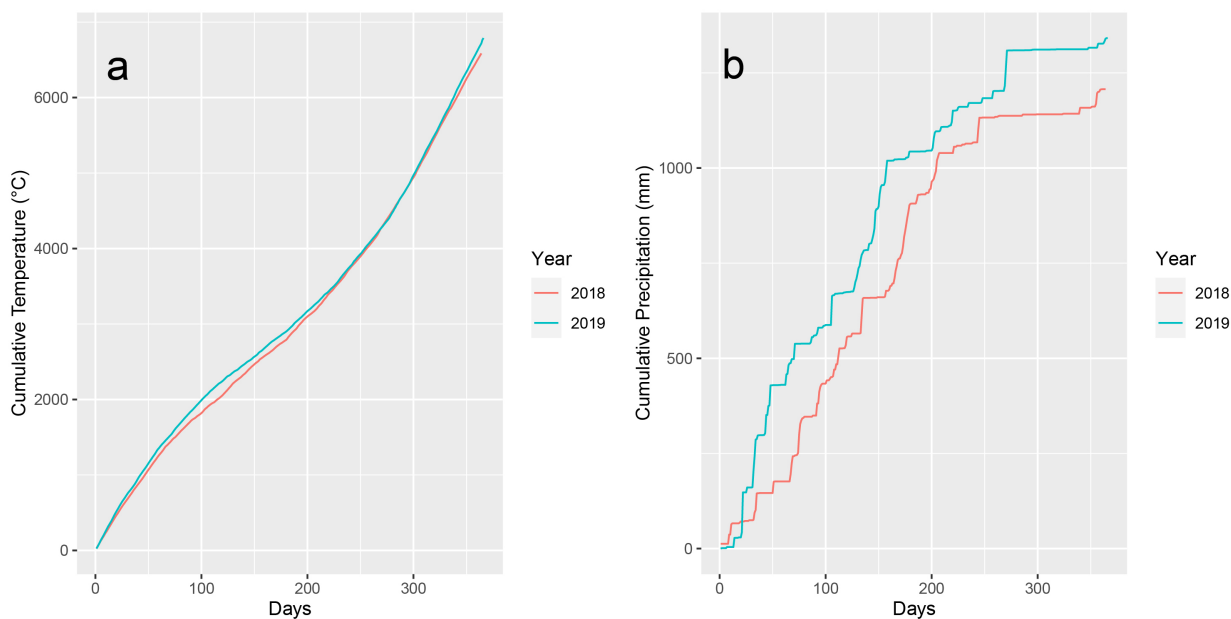 a
Cumulative Temperature (°C)
6000
4000
2000
0
0 100 200 300
Days
Year
2018
2019
b
Cumulative Precipitation (mm)
1000
500
0
0 100 200 300
Days
Year
2018
2019